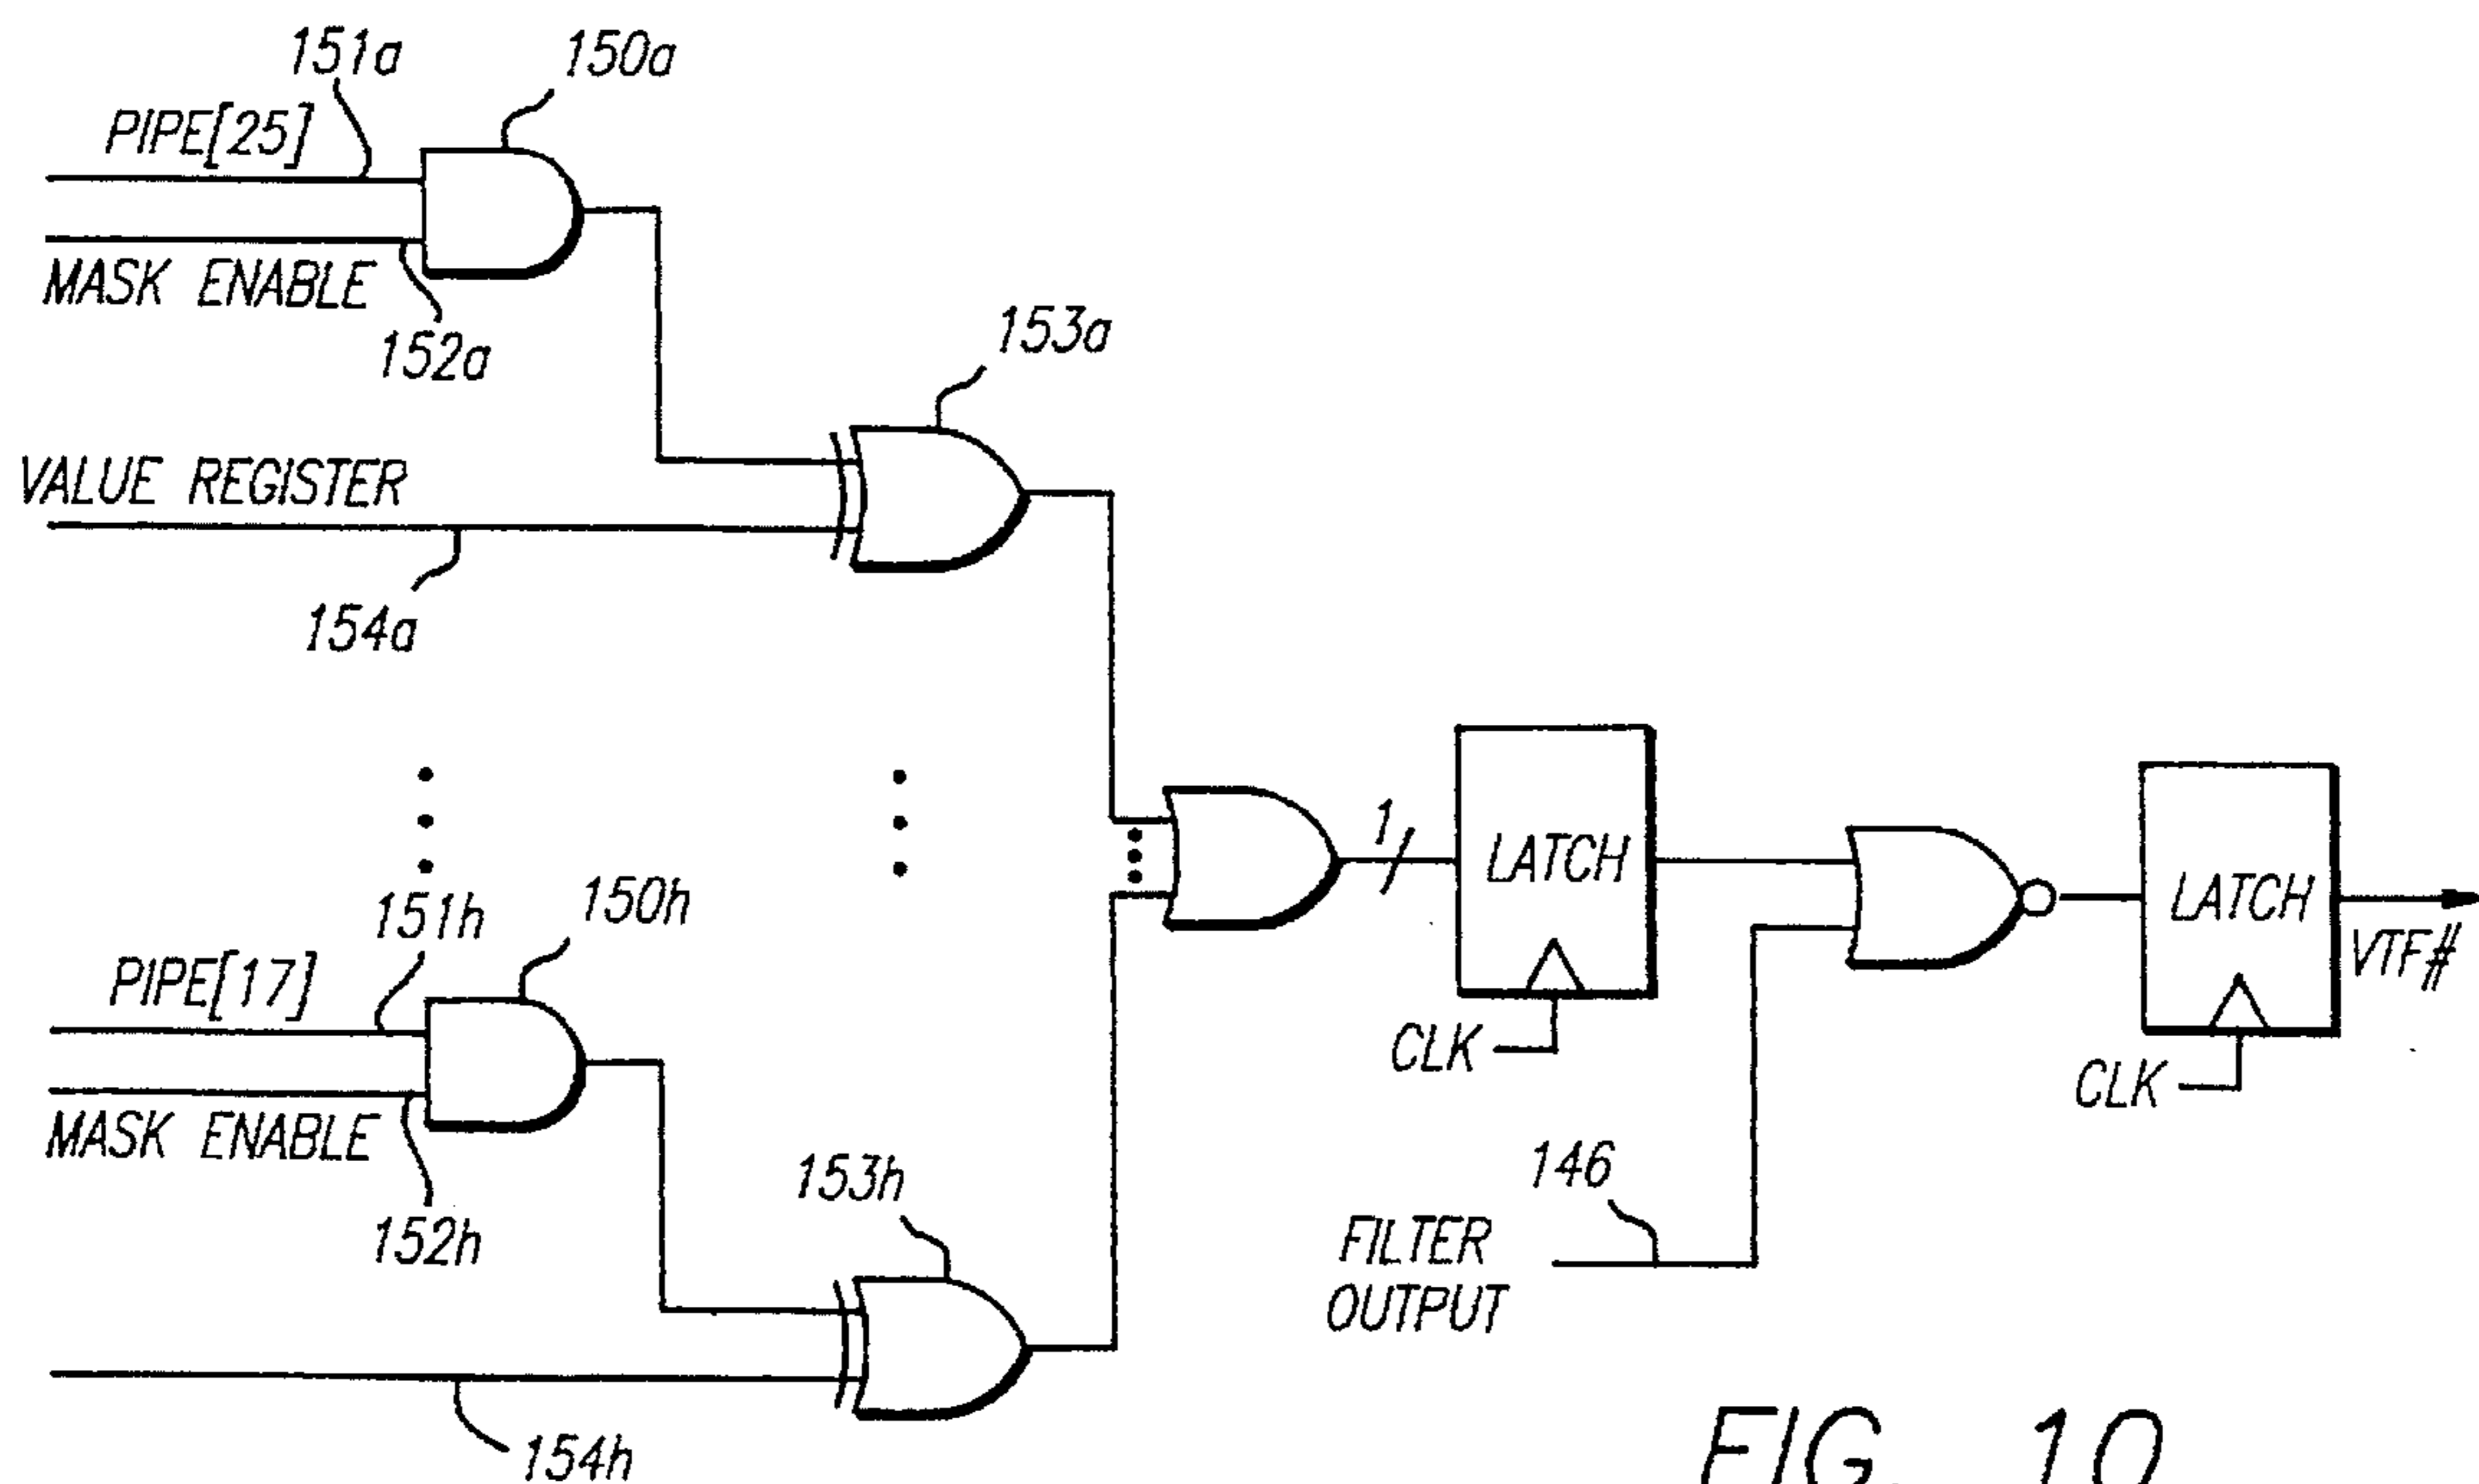 151a
150a
PIPE[25]
MASK ENABLE
152a
153a
VALUE REGISTER
154a
1
LATCH
LATCH
VTF#
CLK
CLK
151h
150h
PIPE[17]
MASK ENABLE
152h
153h
146
FILTER
OUTPUT
154h
FIG. 10